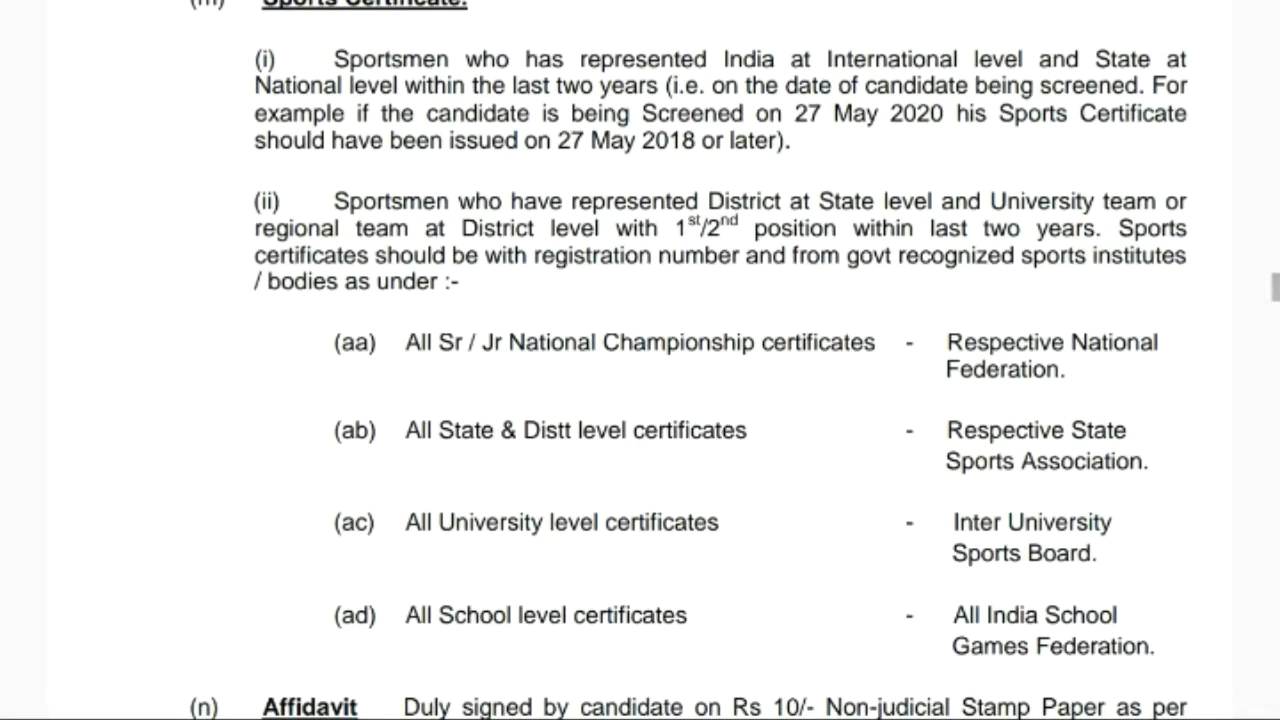 (m) Sports Certificate.
(i) Sportsmen who has represented India at International level and State at
National level within the last two years (i.e. on the date of candidate being screened. For
example if the candidate is being Screened on 27 May 2020 his Sports Certificate
should have been issued on 27 May 2018 or later).
(ii) Sportsmen who have represented District at State level and University team or
regional team at District level with 1st/2nd position within last two years. Sports
certificates should be with registration number and from govt recognized sports institutes
/ bodies as under :-
(aa) All Sr / Jr National Championship certificates - Respective National
Federation.
(ab) All State & Distt level certificates - Respective State
Sports Association.
(ac) All University level certificates - Inter University
Sports Board.
(ad) All School level certificates - All India School
Games Federation.
(n) Affidavit Duly signed by candidate on Rs 10/- Non-judicial Stamp Paper as per